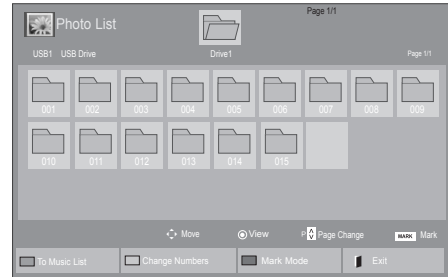 Page 1/1
Photo List
USB1 USB Drive Drive1 Page 1/1
001 002 003 004 005 006 007 008 009
010 011 012 013 014 015
Move View P Page Change MARK Mark
To Music List Change Numbers Mark Mode Exit